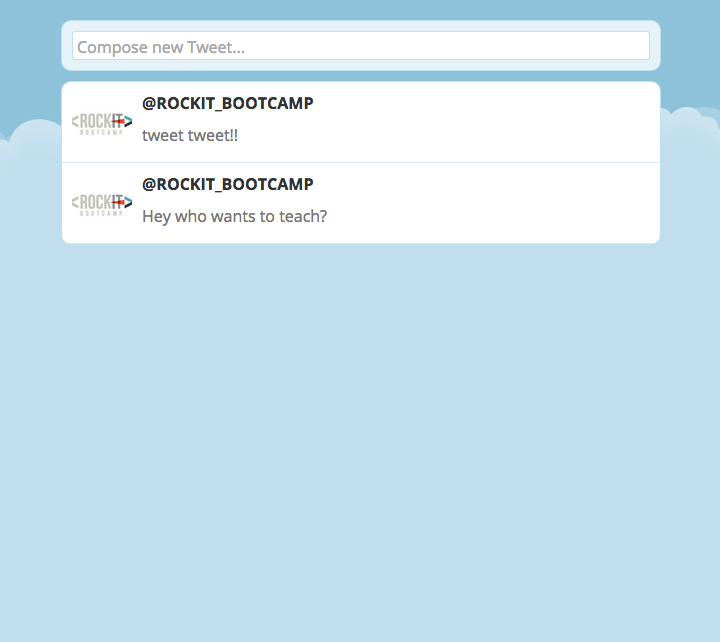 Compose new Tweet...
@ROCKIT_BOOTCAMP
<ROCKIT>
BOOTCAMP
tweet tweet!!
@ROCKIT_BOOTCAMP
<ROCKIT>
BOOTCAMP
Hey who wants to teach?